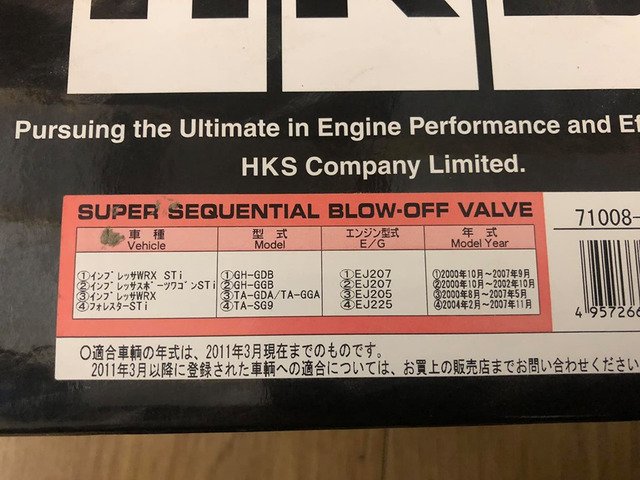 HKS
Pursuing the Ultimate in Engine Performance and Ef
HKS Company Limited.
SUPER SEQUENTIAL BLOW-OFF VALVE
車種 型式 エンジン型式 年式
Vehicle Model E/G Model Year
①インプレッサWRX STi ①GH-GDB ①EJ207 ①2000年10月～2007年9月
②インプレッサスポーツワゴンSTi ②GH-GGB ②EJ207 ②2000年10月～2002年10月
③インプレッサWRX ③TA-GDA/TA-GGA ③EJ205 ③2000年8月～2007年5月
④フォレスターSTi ④TA-SG9 ④EJ225 ④2004年2月～2007年11月
71008-
4 957266
〇適合車輌の年式は、2011年3月現在までのものです。
2011年3月以降に登録された車輌への適合については、お買上の販売店までお問い合わせください